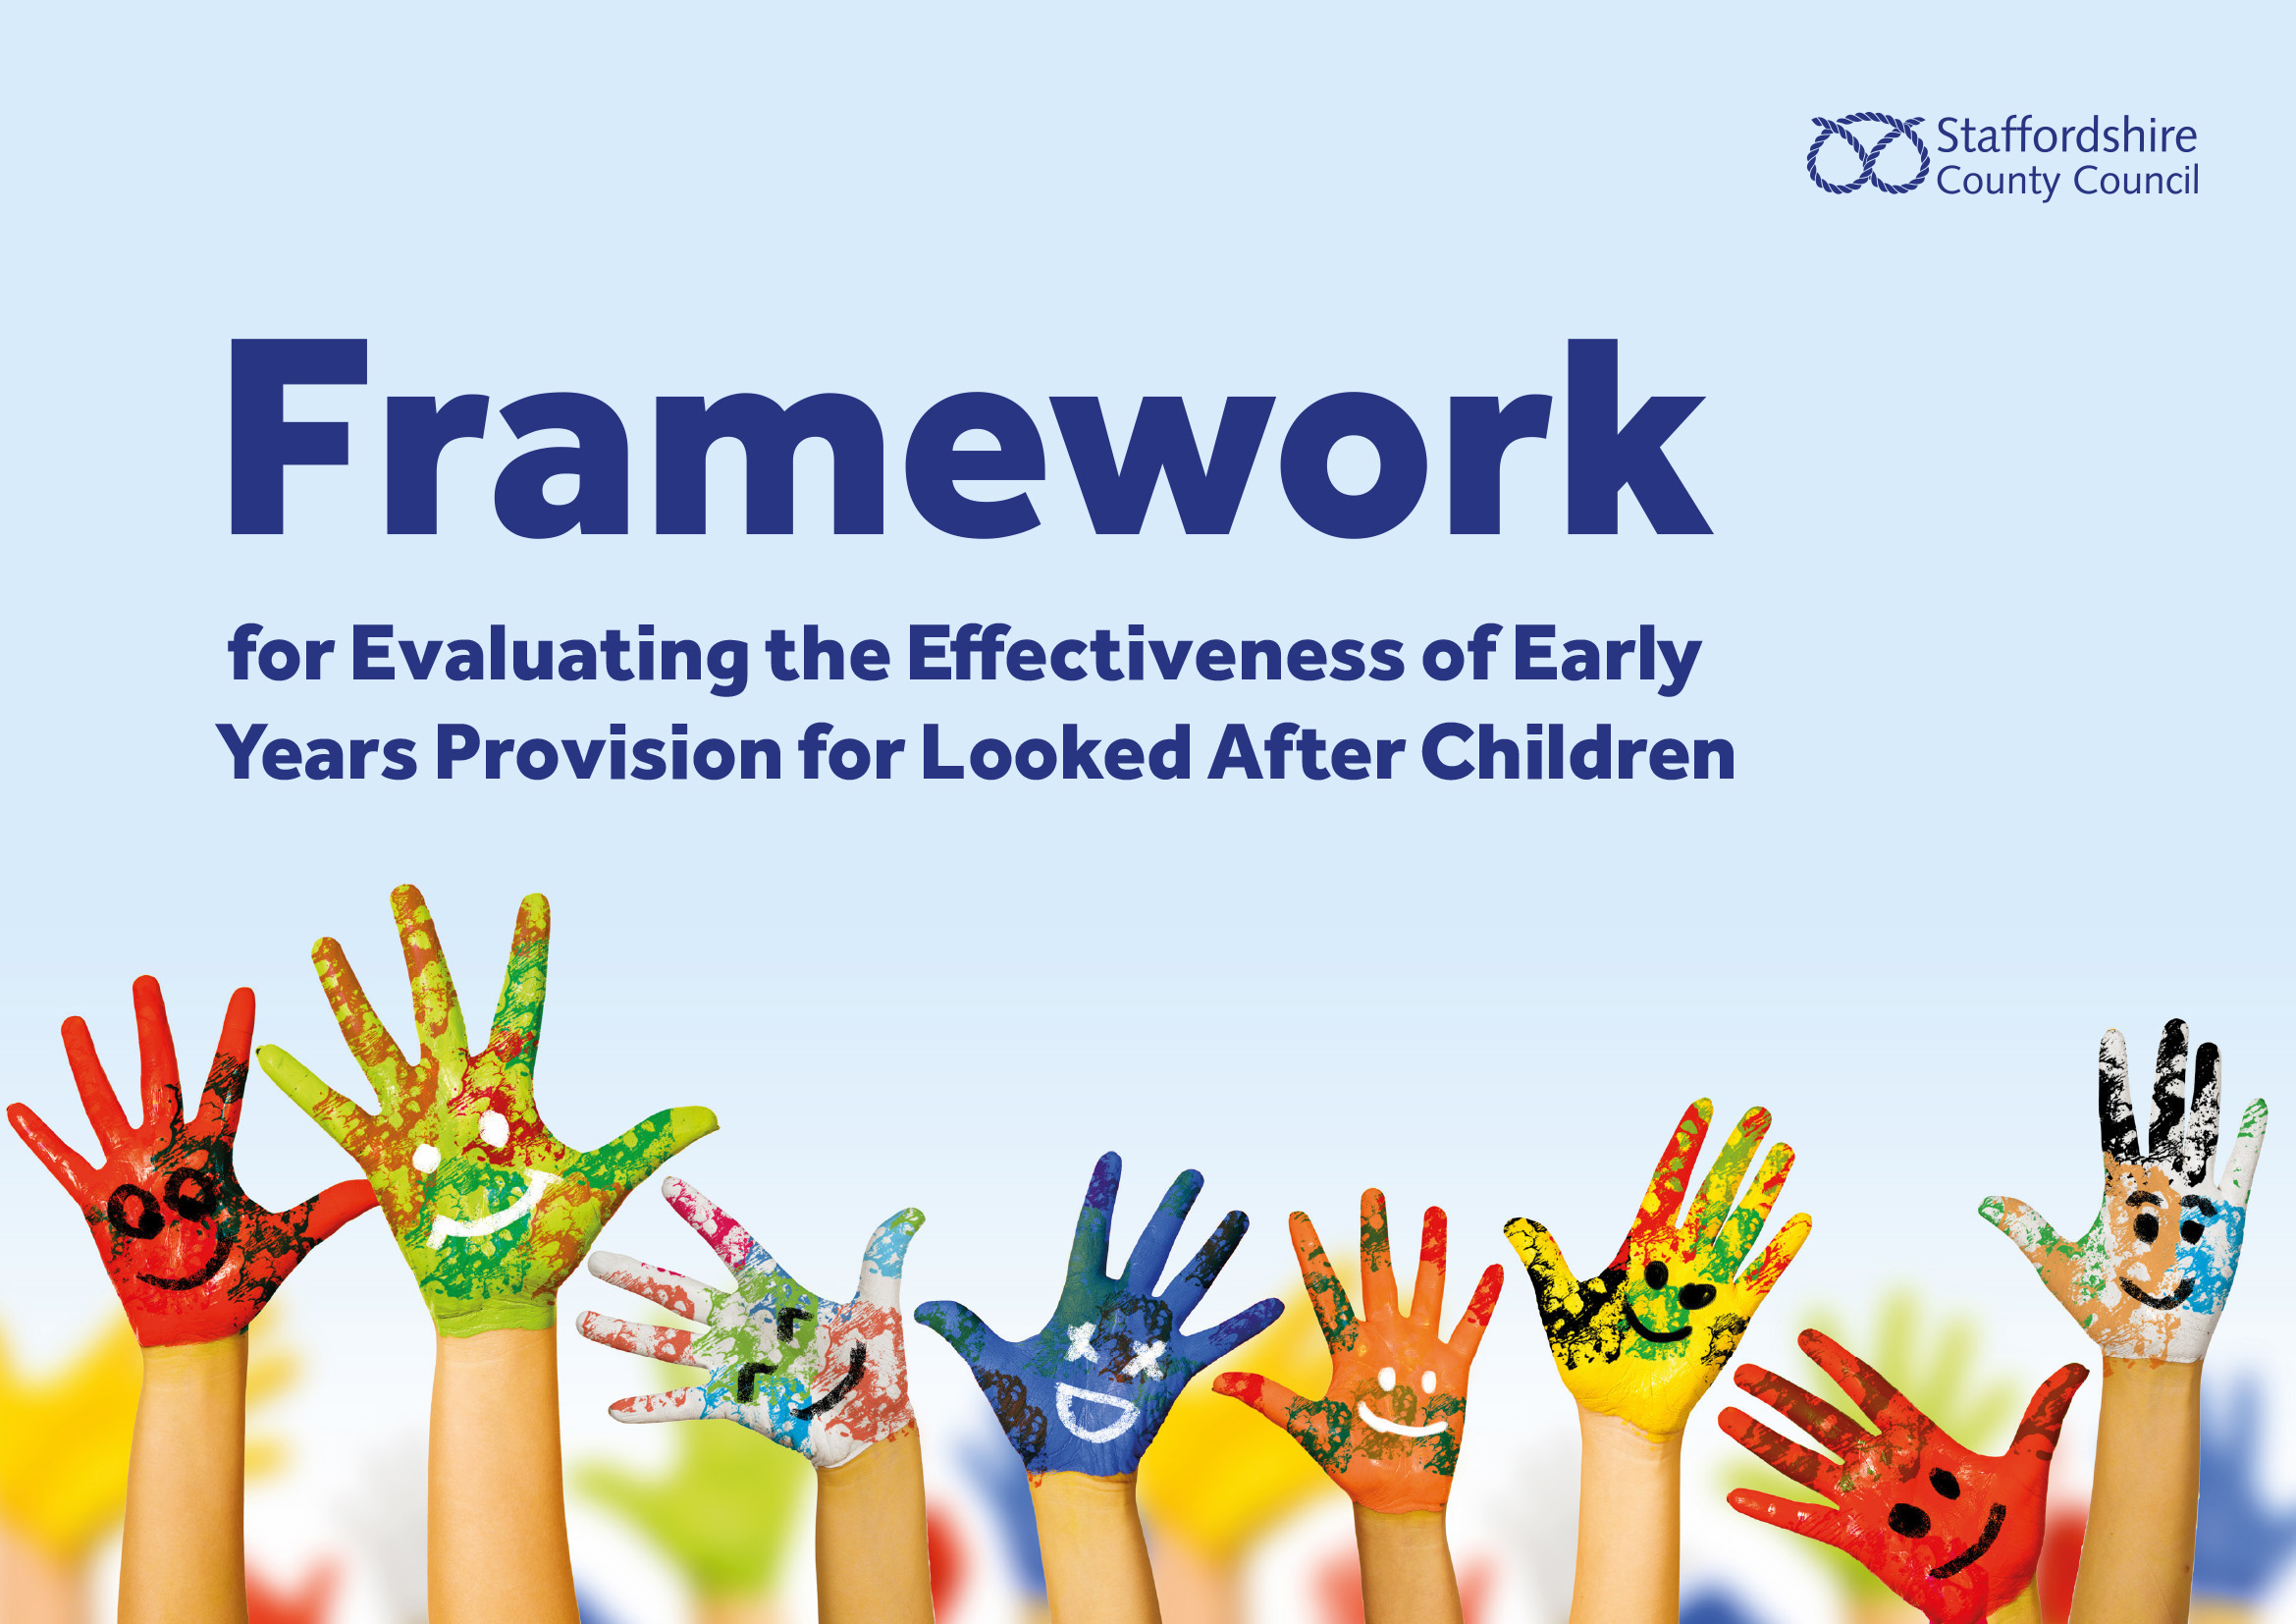 Staffordshire
County Council
Framework
for Evaluating the Effectiveness of Early
Years Provision for Looked After Children